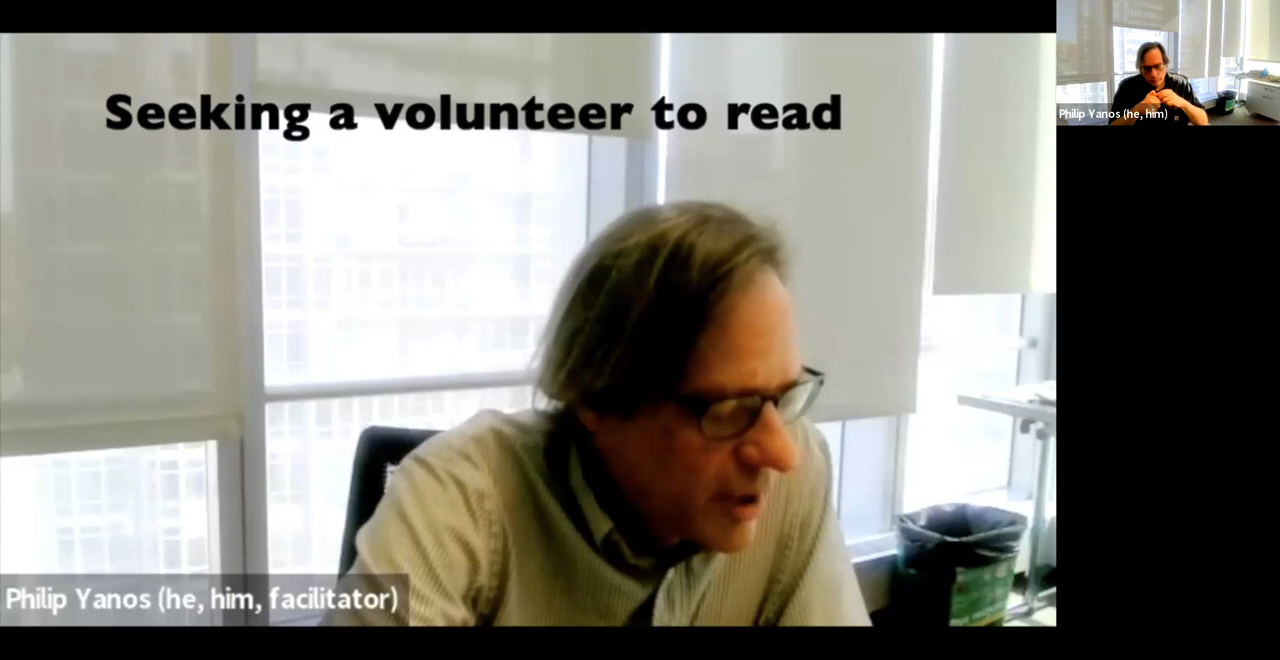 Seeking a volunteer to read
Philip Yanos (he, him, facilitator)
Philip Yanos (he, him)